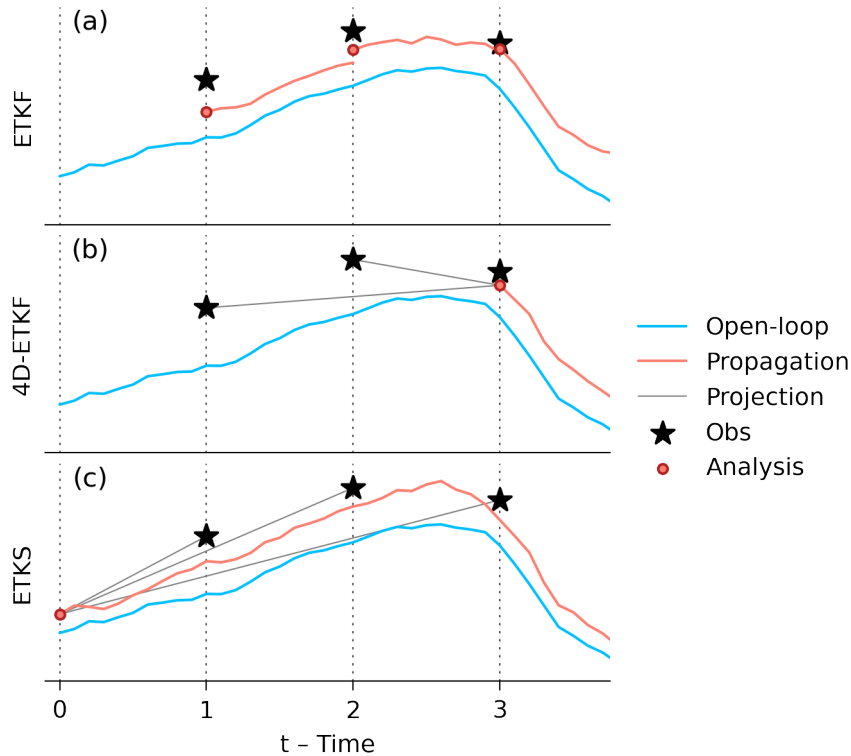 (a)
ETKF
(b)
4D-ETKF
(c)
ETKS
Open-loop
Propagation
Projection
Obs
Analysis
0 1 2 3
t – Time